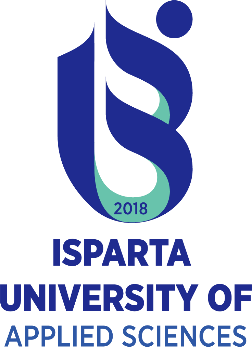 2018
ISPARTA
UNIVERSITY OF
APPLIED SCIENCES